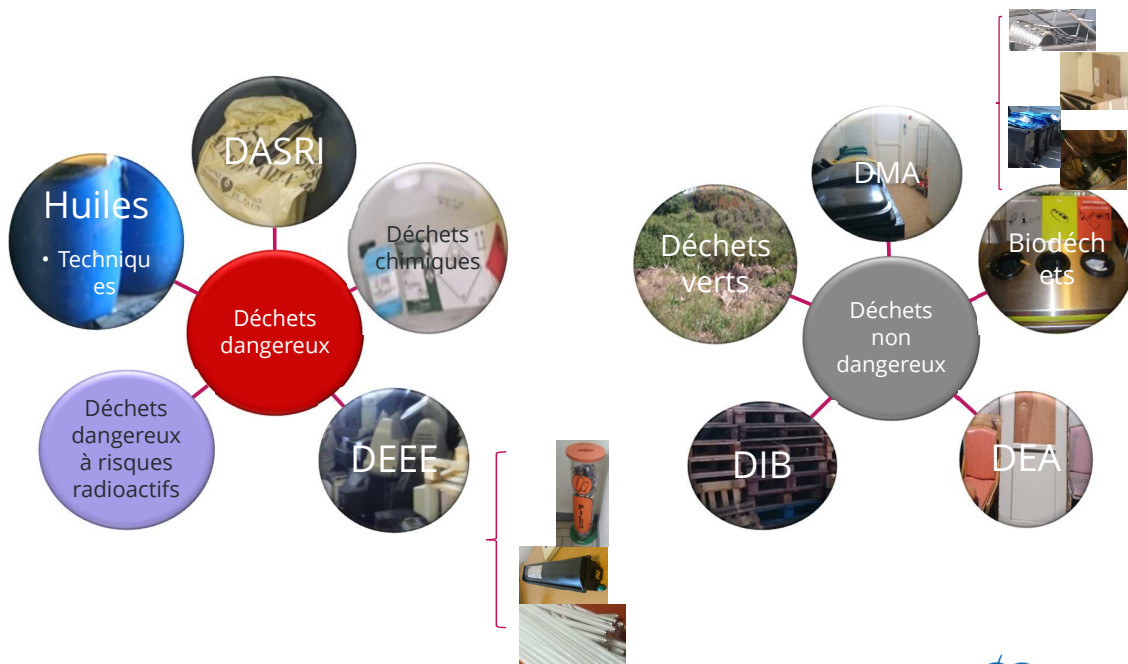 DASRI
Huiles
• Techniqu
es
Déchets
chimiques
Déchets
dangereux
Déchets
dangereux
à risques
radioactifs
DEEE
PILES
DMA
Déchets
verts
Biodéch
ets
Déchets
non
dangereux
DIB
DEA